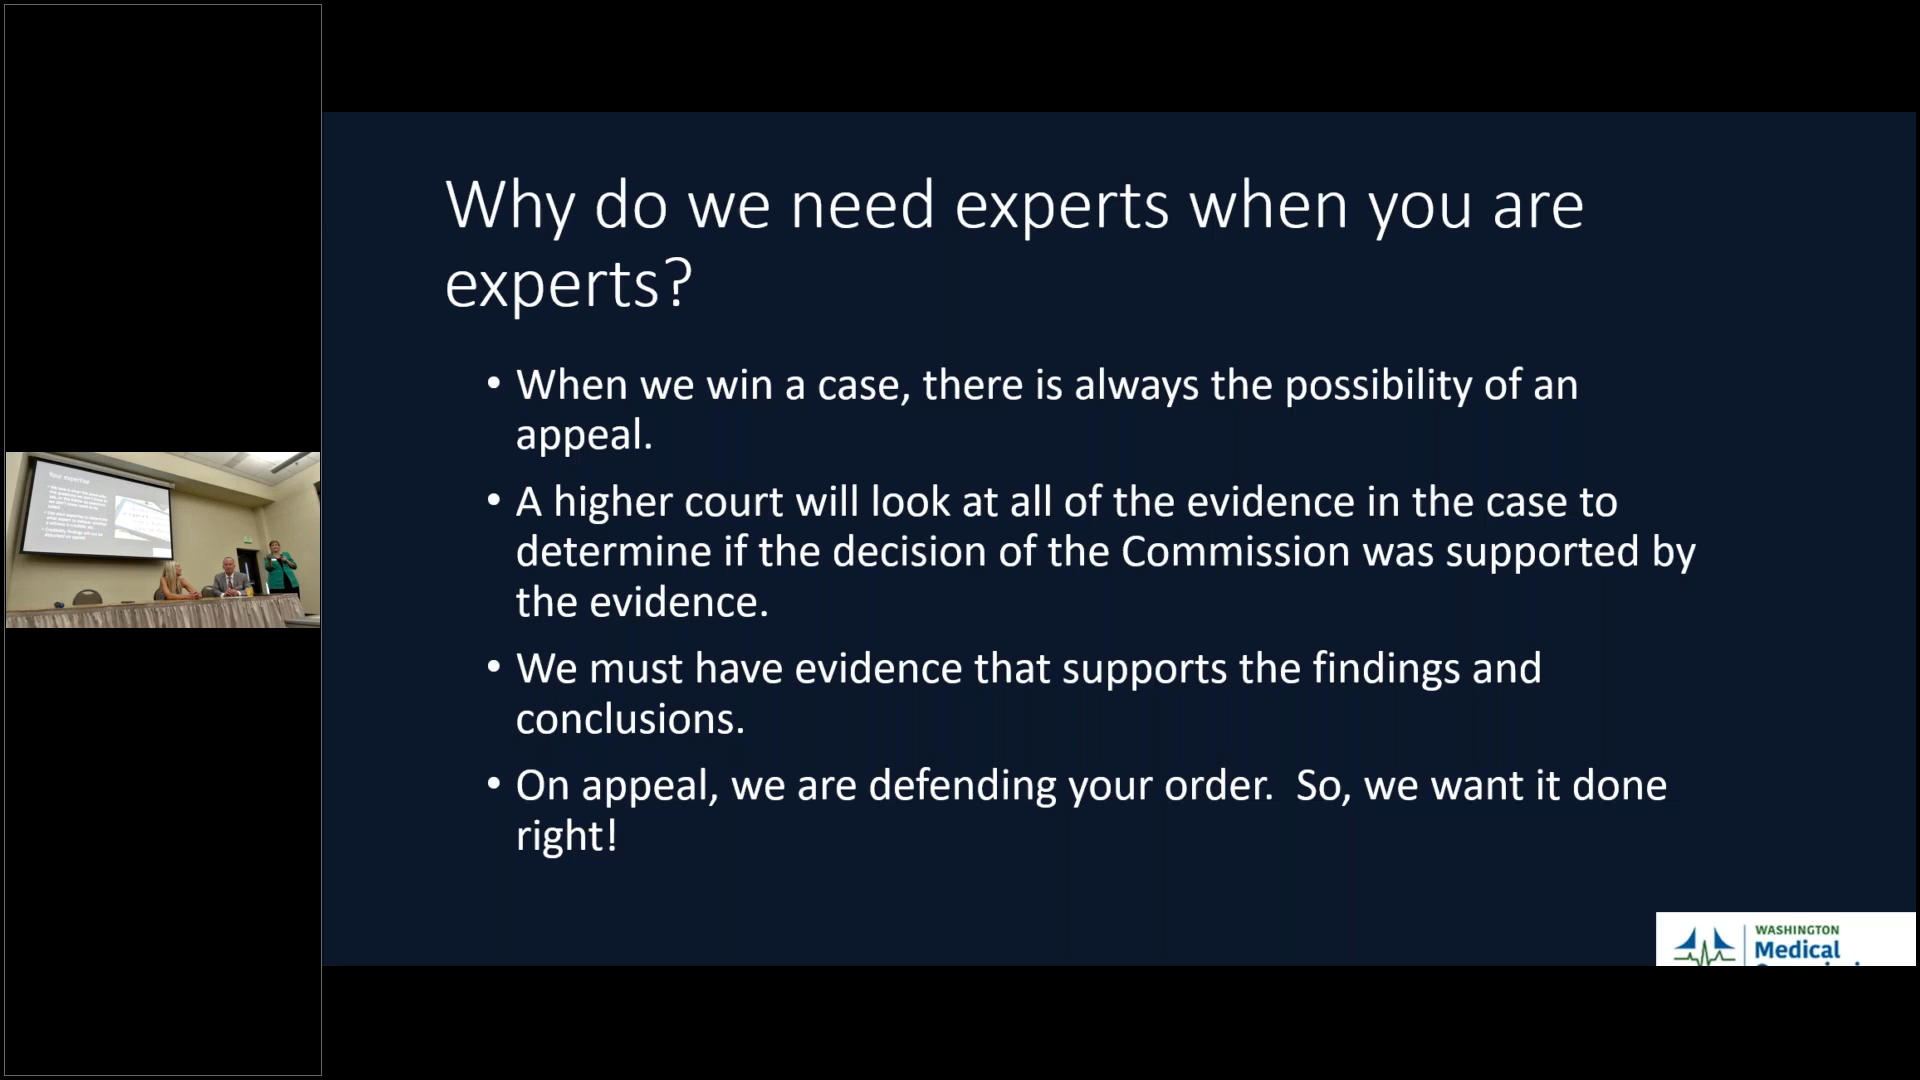 Why do we need experts when you are
experts?
• When we win a case, there is always the possibility of an
appeal.
• A higher court will look at all of the evidence in the case to
determine if the decision of the Commission was supported by
the evidence.
• We must have evidence that supports the findings and
conclusions.
• On appeal, we are defending your order.  So, we want it done
right!
WASHINGTON
Medical
Your expertise